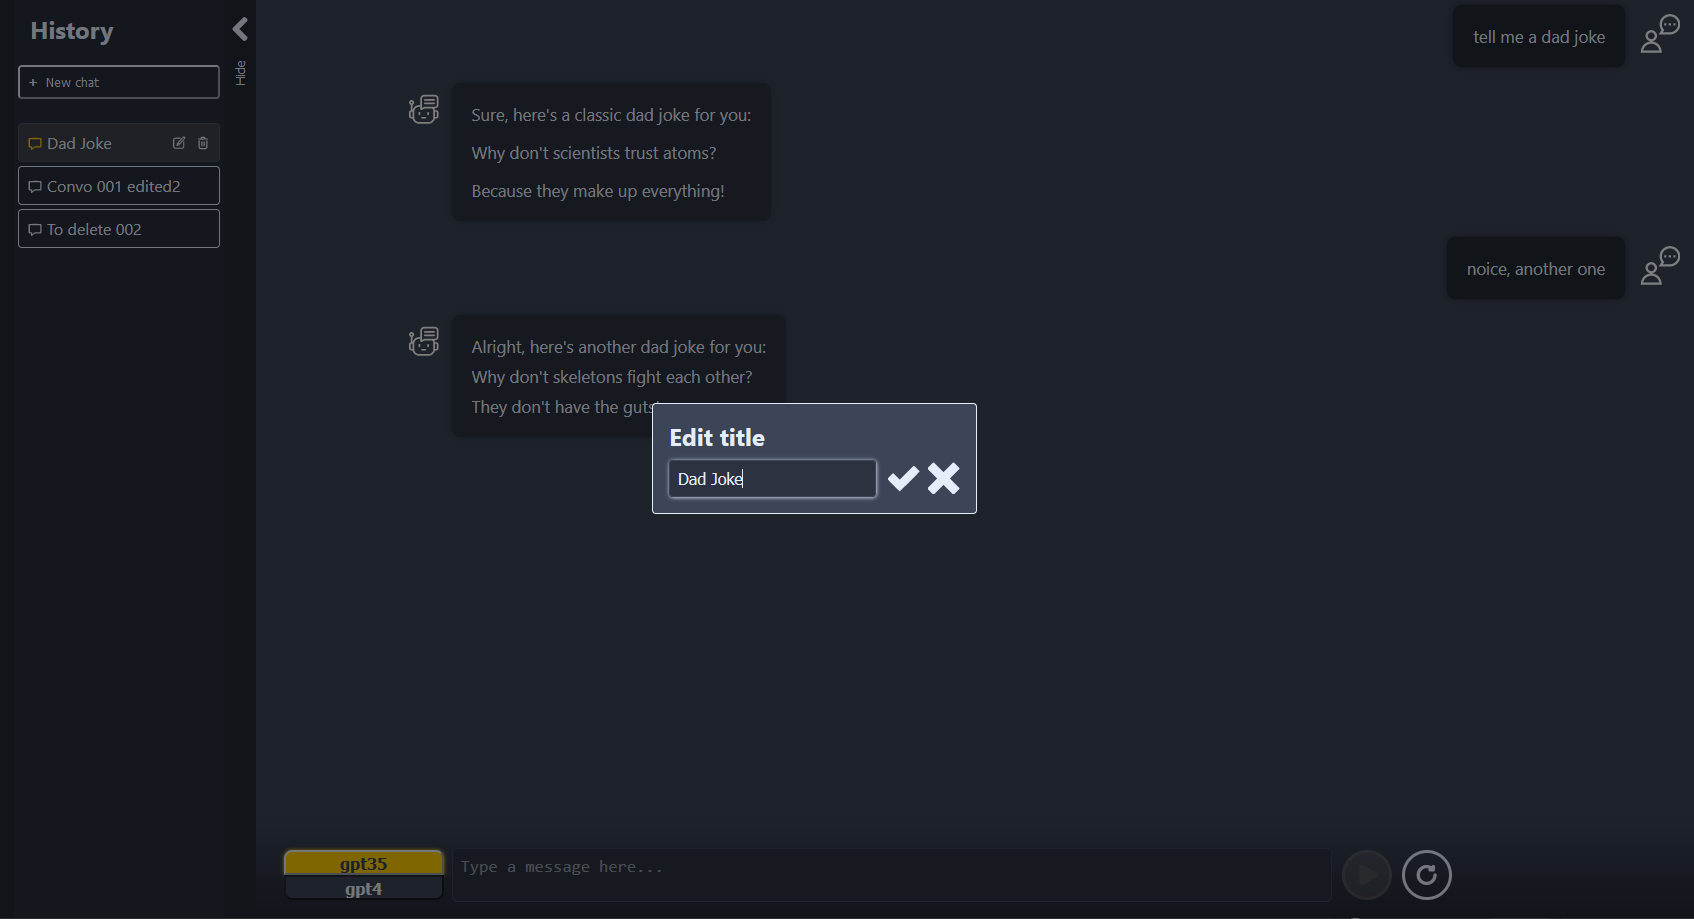 History
Hide
+ New chat
Dad Joke
Convo 001 edited2
To delete 002
tell me a dad joke
Sure, here's a classic dad joke for you:
Why don't scientists trust atoms?
Because they make up everything!
noice, another one
Alright, here's another dad joke for you:
Why don't skeletons fight each other?
They don't have the guts!
Edit title
Dad Joke
gpt35
gpt4
Type a message here...